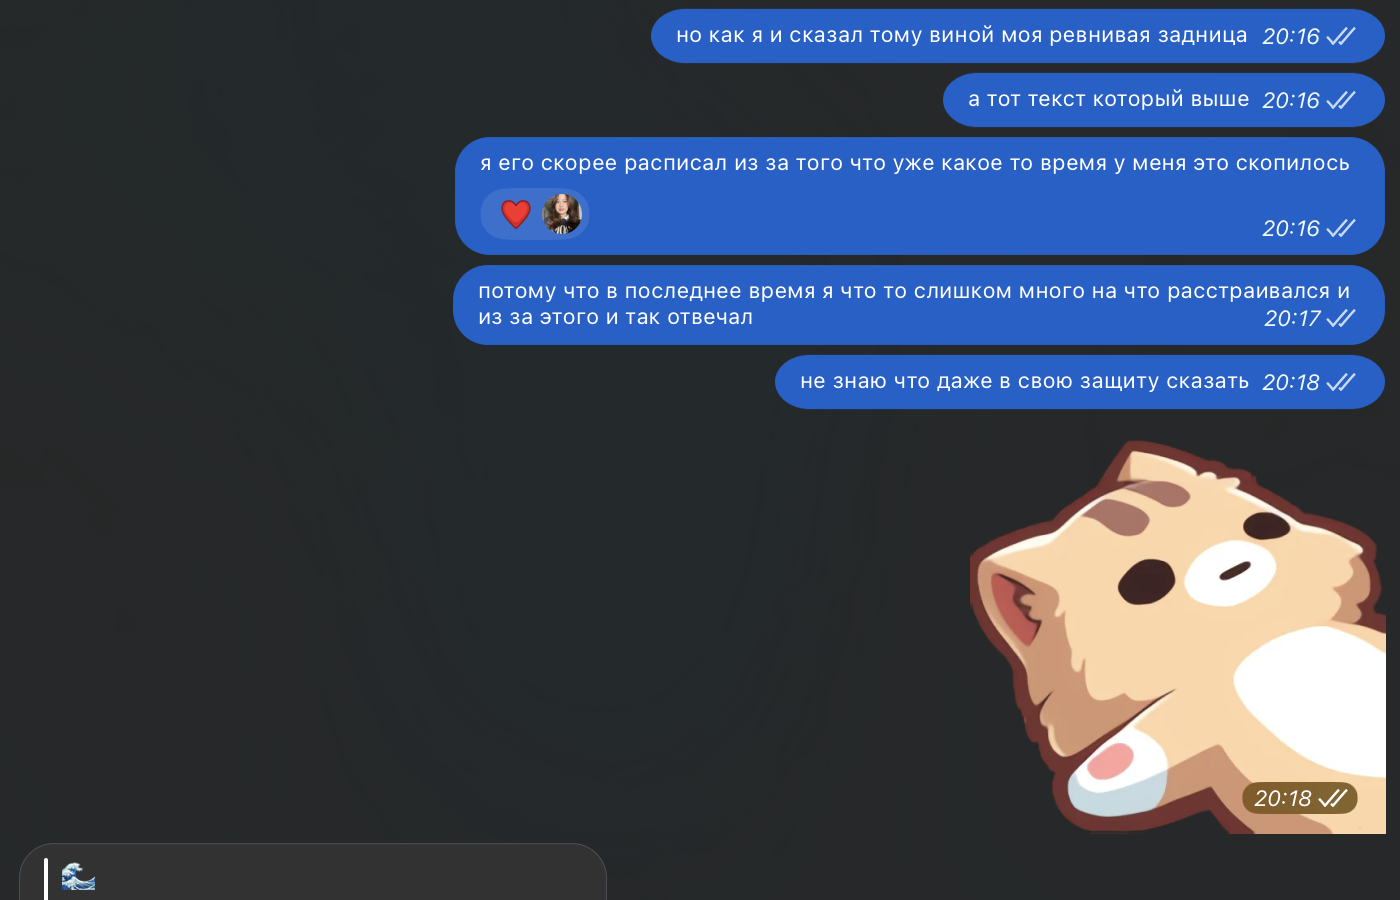 но как я и сказал тому виной моя ревнивая задница 20:16
а тот текст который выше 20:16
я его скорее расписал из за того что уже какое то время у меня это скопилось
20:16
потому что в последнее время я что то слишком много на что расстраивался и
из за этого и так отвечал 20:17
не знаю что даже в свою защиту сказать 20:18
20:18